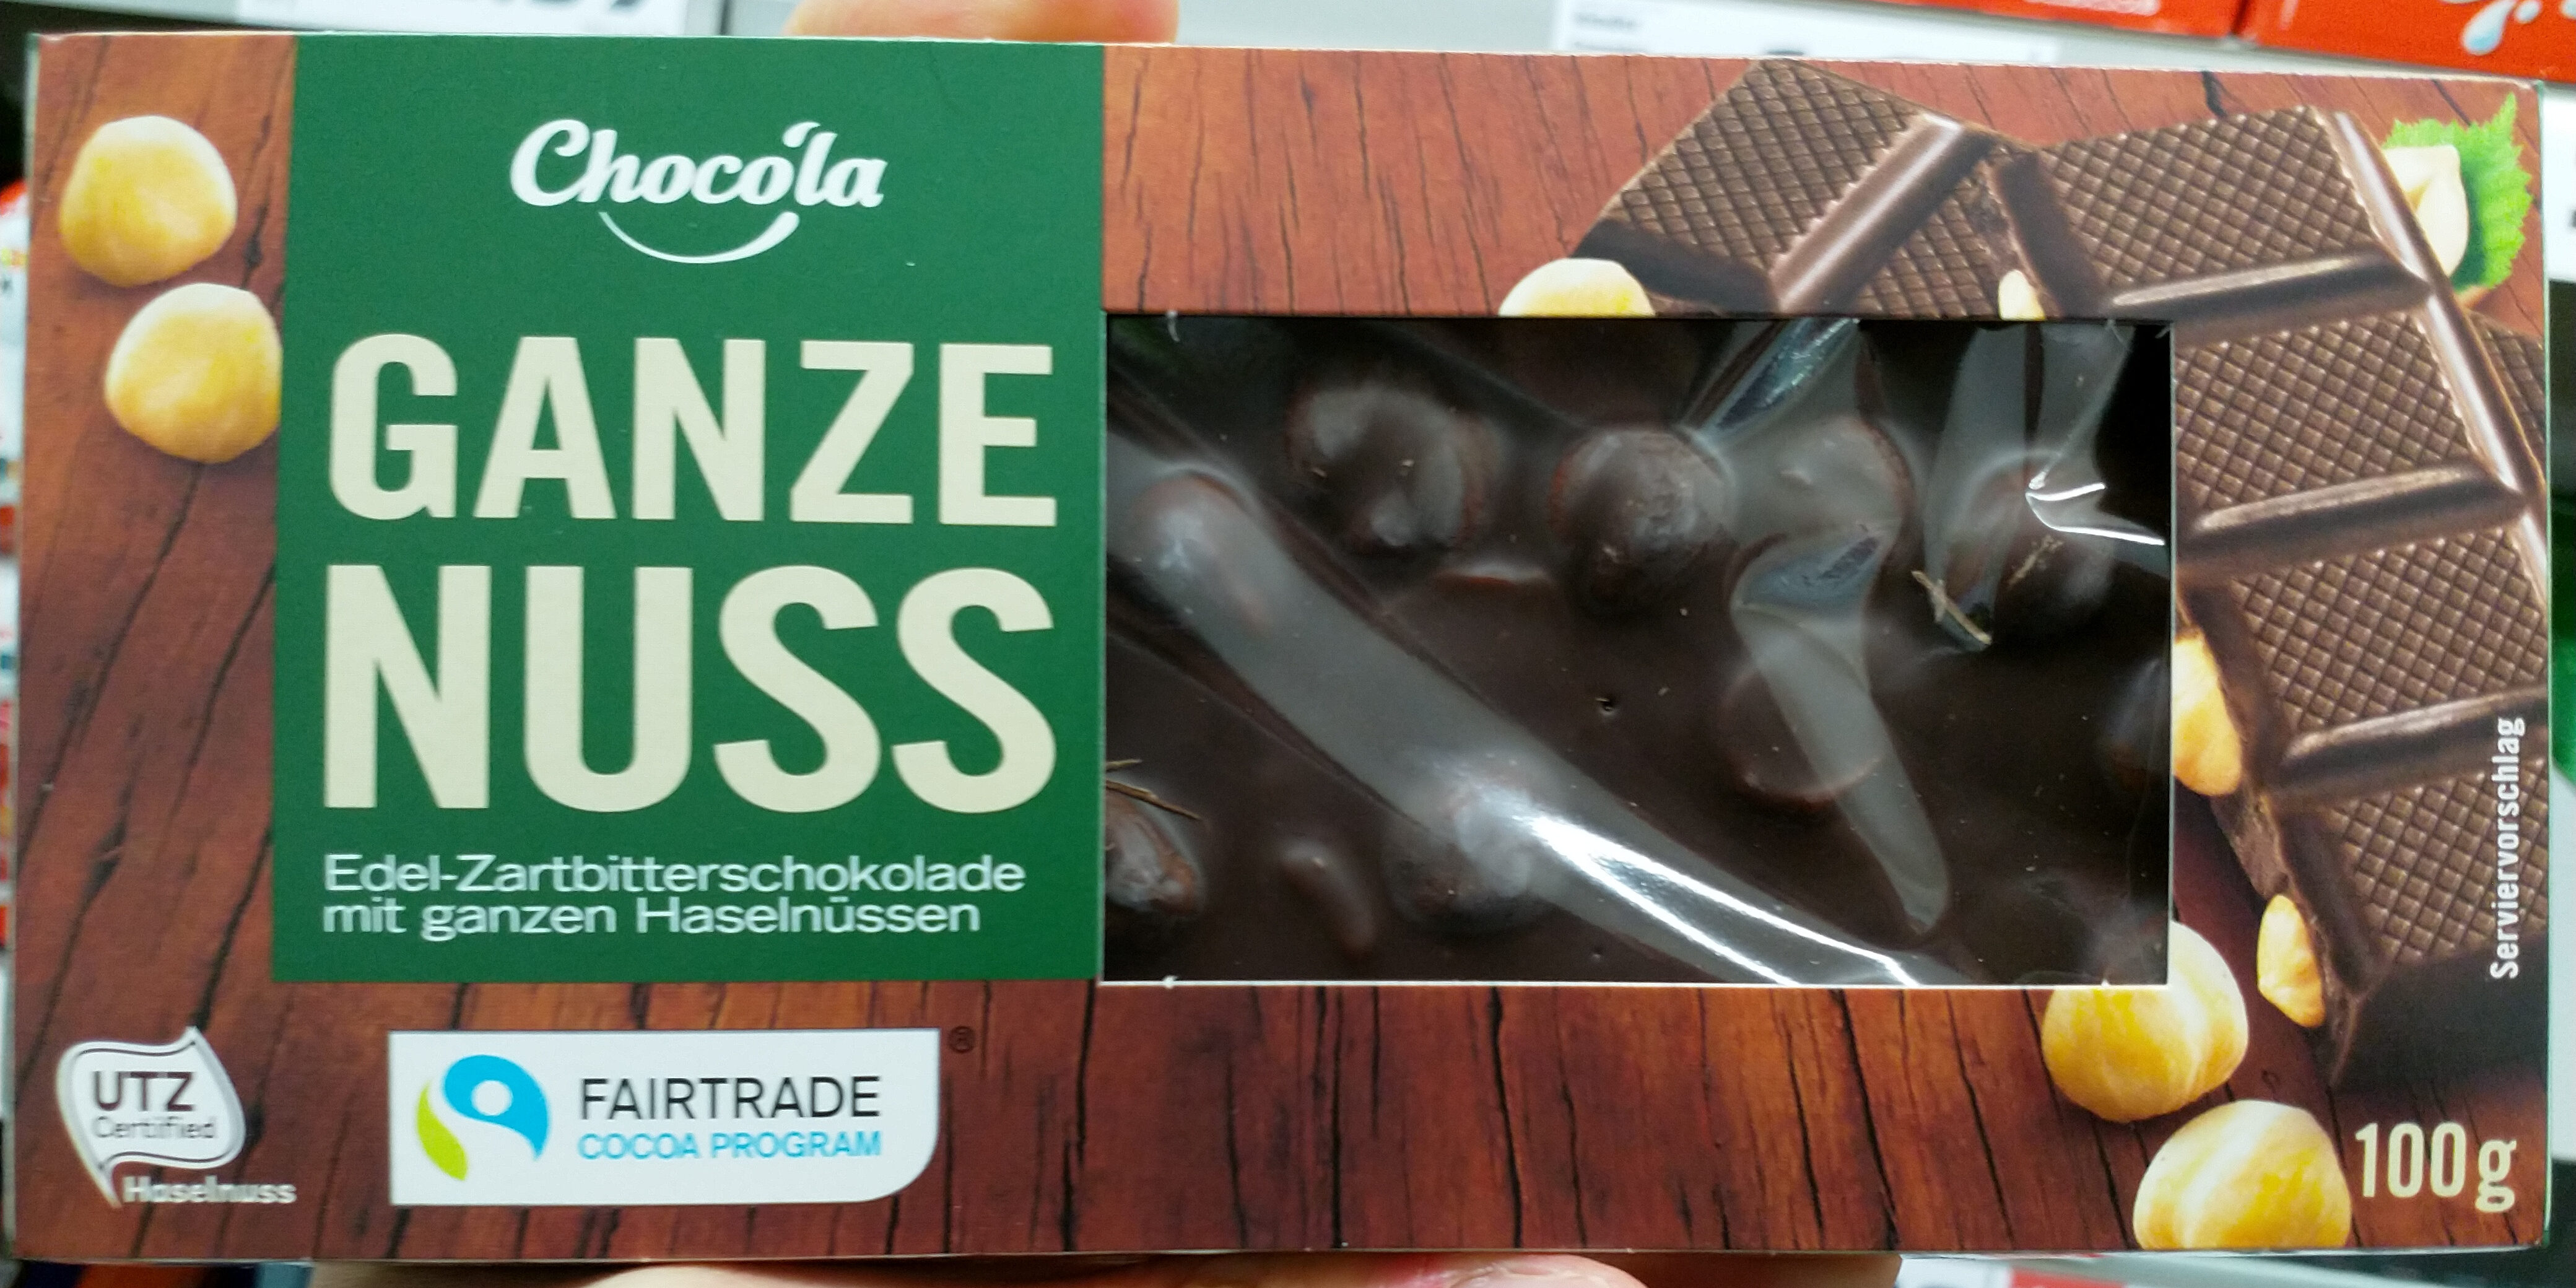 Chocola
GANZE
NUSS
Edel-Zartbitterschokolade
mit ganzen Haselnüssen
UTZ
Certified
Haselnuss
FAIRTRADE
COCOA PROGRAM
®
Serviervorschlag
100g